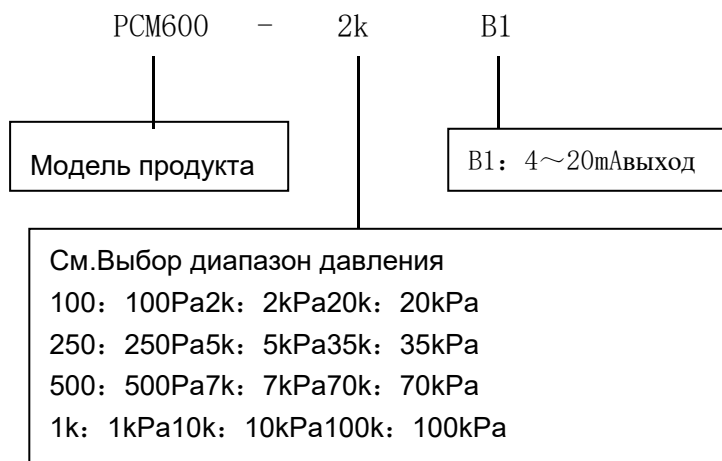 PCM600 - 2k B1
Модель продукта
B1：4～20mAвыход
См.Выбор диапазон давления
100：100Pa2k：2kPa20k：20kPa
250：250Pa5k：5kPa35k：35kPa
500：500Pa7k：7kPa70k：70kPa
1k：1kPa10k：10kPa100k：100kPa